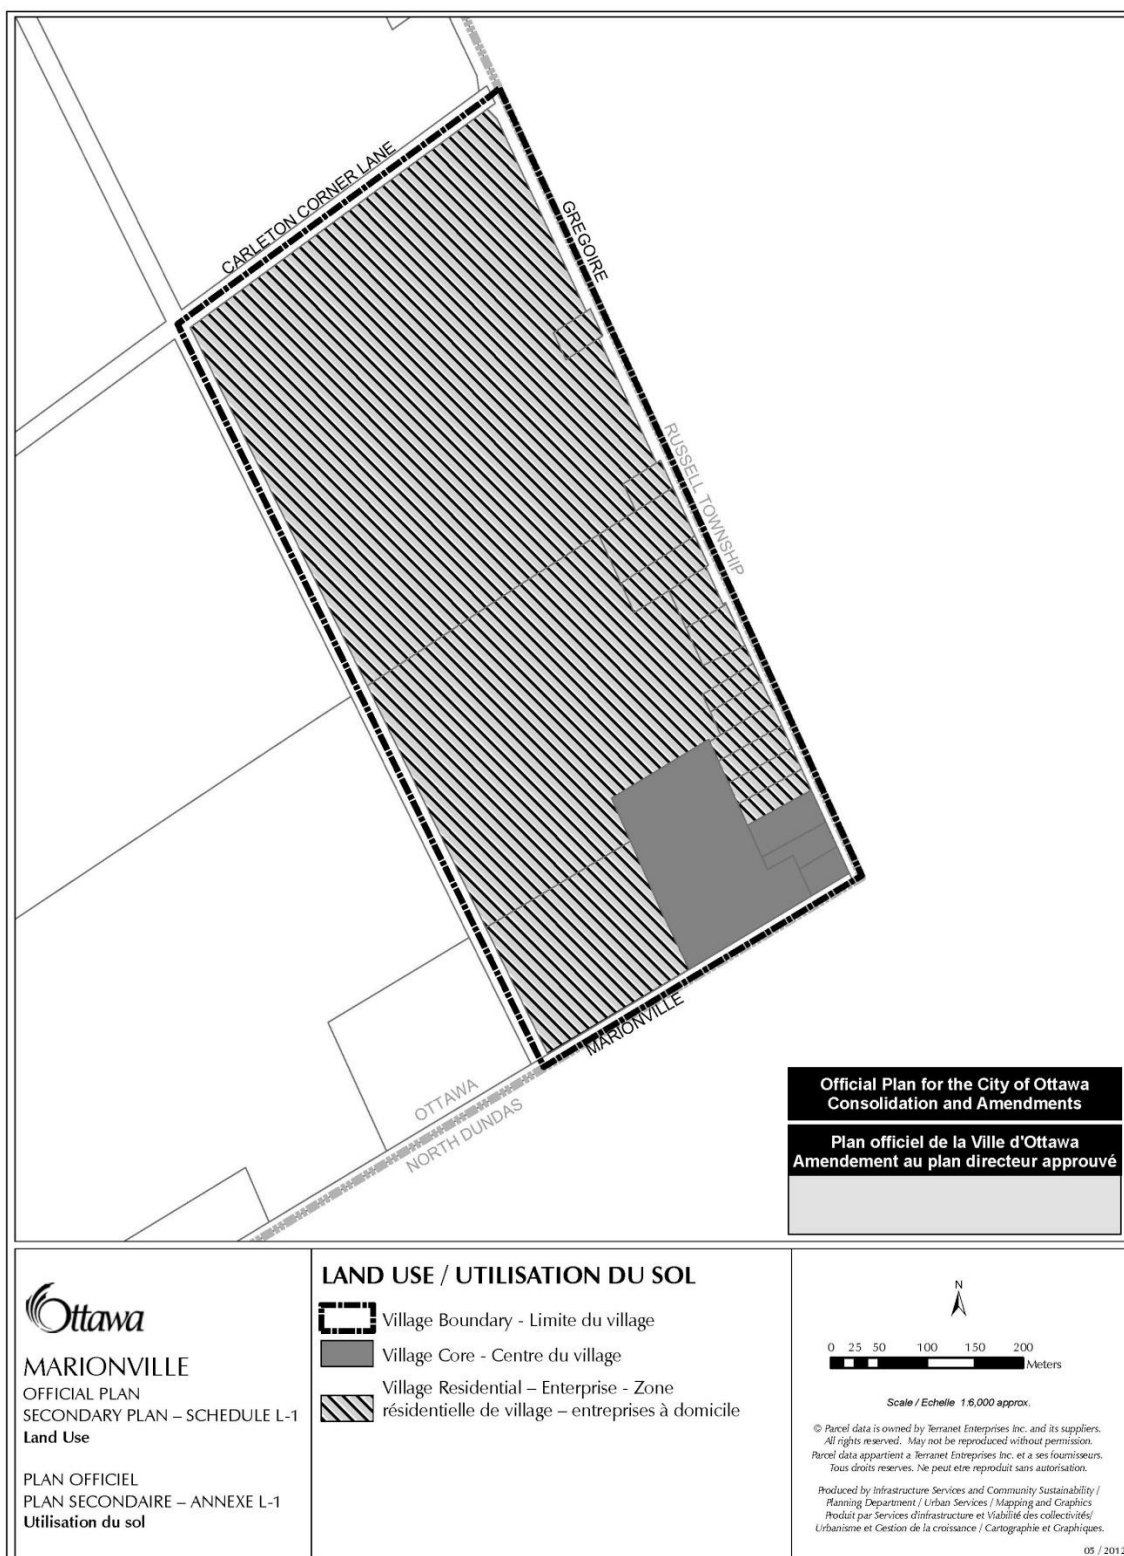 CARLETON CORNER LANE
GREGOIRE
RUSSELL TOWNSHIP
MARIONVILLE
OTTAWA
NORTH DUNDAS
Official Plan for the City of Ottawa
Consolidation and Amendments
Plan officiel de la Ville d'Ottawa
Amendement au plan directeur approuvé
Ottawa
MARIONVILLE
OFFICIAL PLAN
SECONDARY PLAN – SCHEDULE L-1
Land Use
PLAN OFFICIEL
PLAN SECONDAIRE – ANNEXE L-1
Utilisation du sol
LAND USE / UTILISATION DU SOL
Village Boundary - Limite du village
Village Core - Centre du village
Village Residential – Enterprise - Zone
résidentielle de village – entreprises à domicile
N
0 25 50 100 150 200
Meters
Scale / Echelle 1:6,000 approx.
© Parcel data is owned by Terranet Enterprises Inc. and its suppliers.
All rights reserved. May not be reproduced without permission.
Parcel data appartient a Terranet Entreprises Inc. et a ses fournisseurs.
Tous droits reserves. Ne peut etre reproduit sans autorisation.
Produced by Infrastructure Services and Community Sustainability /
Planning Department / Urban Services / Mapping and Graphics
Produit par Services d'infrastructure et Viabilité des collectivités/
Urbanisme et Gestion de la croissance / Cartographie et Graphiques.
05 / 2012